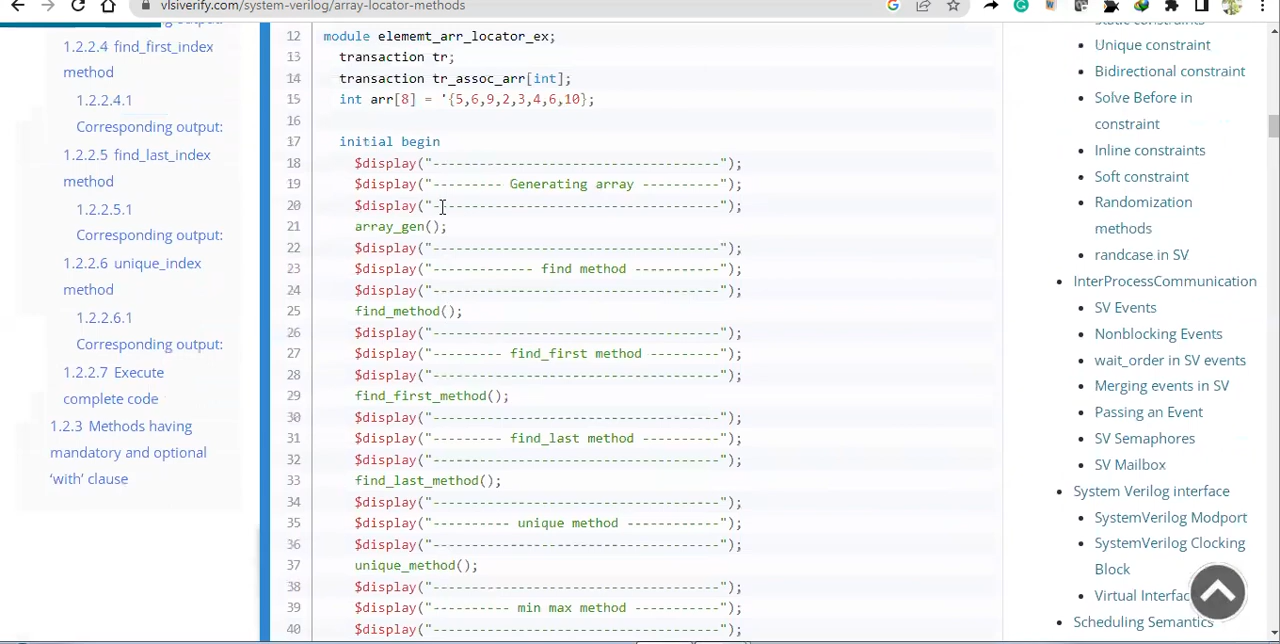 vlsiverify.com/system-verilog/array-locator-methods
1.2.2.4 find_first_index
method
1.2.2.4.1
Corresponding output:
1.2.2.5 find_last_index
method
1.2.2.5.1
Corresponding output:
1.2.2.6 unique_index
method
1.2.2.6.1
Corresponding output:
1.2.2.7 Execute
complete code
1.2.3 Methods having
mandatory and optional
‘with’ clause
12 module elememt_arr_locator_ex;
13 transaction tr;
14 transaction tr_assoc_arr[int];
15 int arr[8] = '{5,6,9,2,3,4,6,10};
16
17 initial begin
18 $display("-------------------------------------");
19 $display("--------- Generating array ----------");
20 $display("-------------------------------------");
21 array_gen();
22 $display("-------------------------------------");
23 $display("------------- find method -----------");
24 $display("-------------------------------------");
25 find_method();
26 $display("-------------------------------------");
27 $display("--------- find_first method ---------");
28 $display("-------------------------------------");
29 find_first_method();
30 $display("-------------------------------------");
31 $display("--------- find_last method ----------");
32 $display("-------------------------------------");
33 find_last_method();
34 $display("-------------------------------------");
35 $display("---------- unique method -----------");
36 $display("-------------------------------------");
37 unique_method();
38 $display("-------------------------------------");
39 $display("---------- min max method -----------");
40 $display("-------------------------------------");
Static constraints
Unique constraint
Bidirectional constraint
Solve Before in
constraint
Inline constraints
Soft constraint
Randomization
methods
randcase in SV
InterProcessCommunication
SV Events
Nonblocking Events
wait_order in SV events
Merging events in SV
Passing an Event
SV Semaphores
SV Mailbox
System Verilog interface
SystemVerilog Modport
SystemVerilog Clocking
Block
Virtual Interfac
Scheduling Semantics